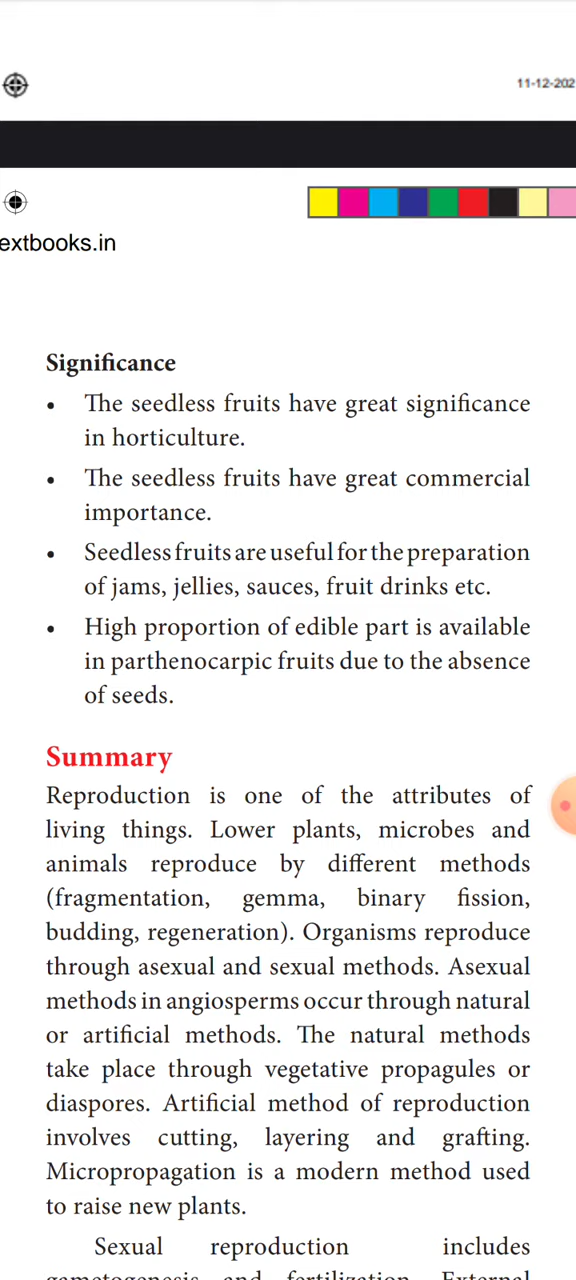 11-12-202
extbooks.in
Significance
• The seedless fruits have great significance
in horticulture.
• The seedless fruits have great commercial
importance.
• Seedless fruits are useful for the preparation
of jams, jellies, sauces, fruit drinks etc.
• High proportion of edible part is available
in parthenocarpic fruits due to the absence
of seeds.
Summary
Reproduction is one of the attributes of
living things. Lower plants, microbes and
animals reproduce by different methods
(fragmentation, gemma, binary fission,
budding, regeneration). Organisms reproduce
through asexual and sexual methods. Asexual
methods in angiosperms occur through natural
or artificial methods. The natural methods
take place through vegetative propagules or
diaspores. Artificial method of reproduction
involves cutting, layering and grafting.
Micropropagation is a modern method used
to raise new plants.
Sexual reproduction includes
gametogenesis and fertilization. External